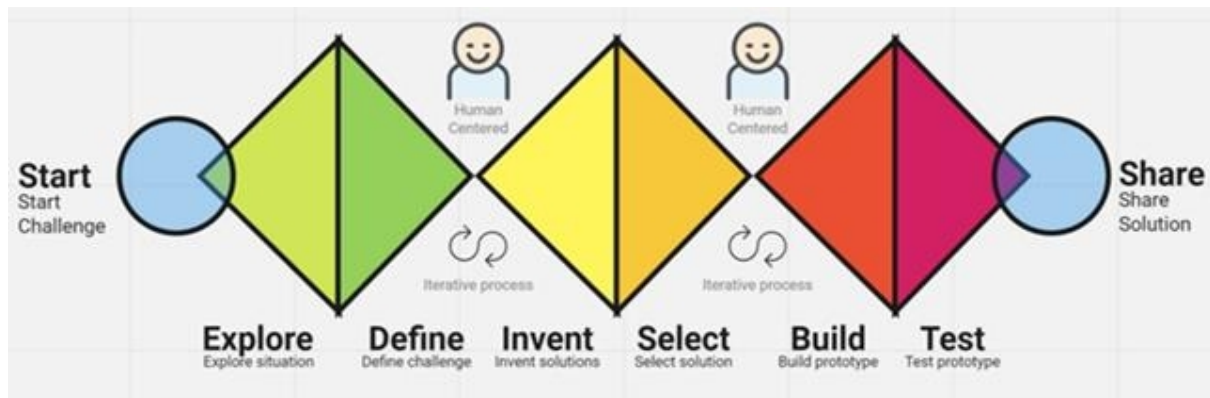 Human
Centered
Human
Centered
Start
Start
Challenge
Share
Share
Solution
Iterative process
Iterative process
Explore
Explore situation
Define
Define challenge
Invent
Invent solutions
Select
Select solution
Build
Build prototype
Test
Test prototype